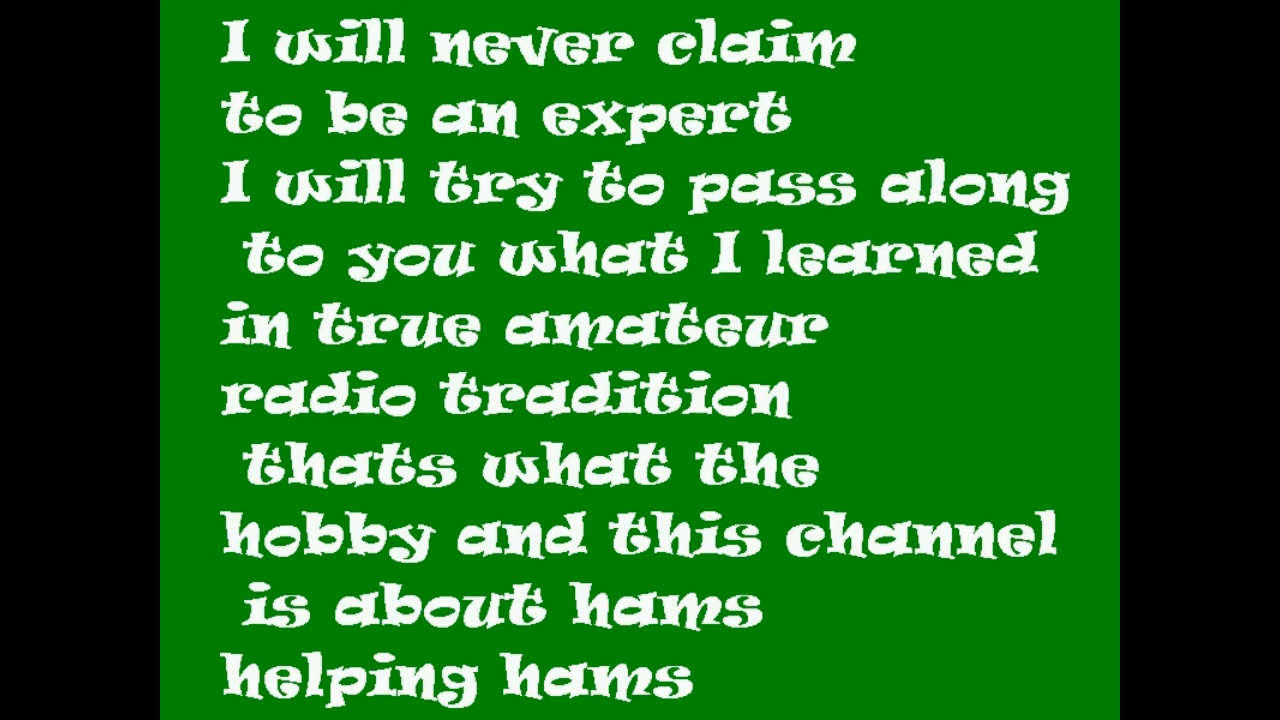 I will never claim
to be an expert
I will try to pass along
to you what I learned
in true amateur
radio tradition
thats what the
hobby and this channel
is about hams
helping hams